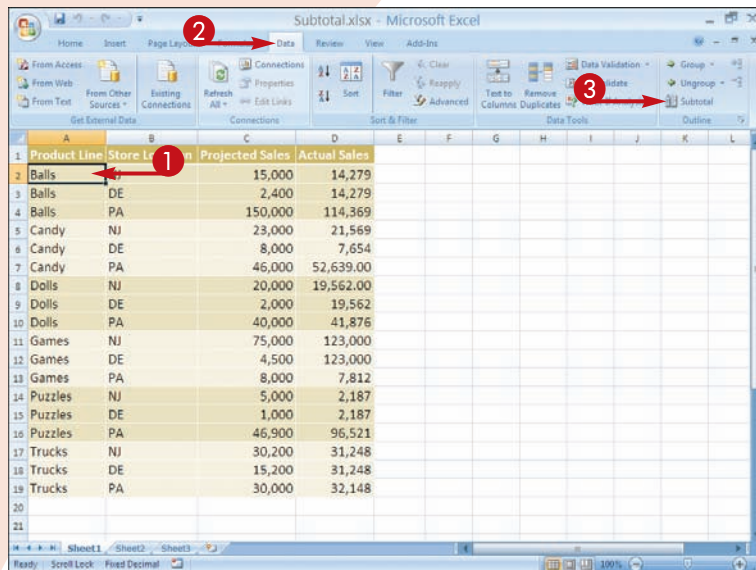 Subtotal.xlsx - Microsoft Excel
2
Home Insert Page Layou Formulas Data Review View Add-Ins
From Access
From Web
From Text
From Other Sources
Existing Connections
Get External Data
Refresh All
Connections
Properties
Edit Links
Connections
Sort
Filter
Clear
Reapply
Advanced
Sort & Filter
Text to Columns
Remove Duplicates
Data Validation
3
Data Tools
Group
Ungroup
Subtotal
Outline
A B C D E F G H I J K L
1 Product Line Store Lo n Projected Sales Actual Sales
1
2 Balls NJ 15,000 14,279
3 Balls DE 2,400 14,279
4 Balls PA 150,000 114,369
5 Candy NJ 23,000 21,569
6 Candy DE 8,000 7,654
7 Candy PA 46,000 52,639.00
8 Dolls NJ 20,000 19,562.00
9 Dolls DE 2,000 19,562
10 Dolls PA 40,000 41,876
11 Games NJ 75,000 123,000
12 Games DE 4,500 123,000
13 Games PA 8,000 7,812
14 Puzzles NJ 5,000 2,187
15 Puzzles DE 1,000 2,187
16 Puzzles PA 46,900 96,521
17 Trucks NJ 30,200 31,248
18 Trucks DE 15,200 31,248
19 Trucks PA 30,000 32,148
20
21
Sheet1 Sheet2 Sheet3
Ready Scroll Lock Fixed Decimal 100%